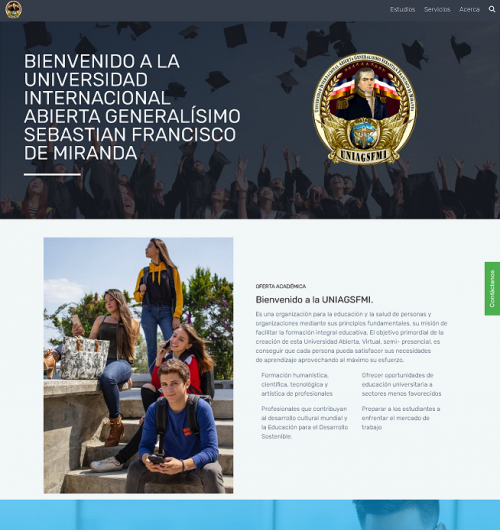 Estudios Servicios Acerca
BIENVENIDO A LA
UNIVERSIDAD
INTERNACIONAL
ABIERTA GENERALÍSIMO
SEBASTIAN FRANCISCO
DE MIRANDA
UNIAGSFMI
Contáctenos
OFERTA ACADÉMICA
Bienvenido a la UNIAGSFMI.
Es una organización para la educación y la salud de personas y
organizaciones mediante sus principios fundamentales, su misión de
facilitar la formación integral educativa. El objetivo primordial de la
creación de esta Universidad Abierta, Virtual, semi- presencial, es
conseguir que cada persona pueda satisfacer sus necesidades
de aprendizaje aprovechando al máximo su esfuerzo.
Formación humanística,
científica, tecnológica y
artística de profesionales
Ofrecer oportunidades de
educación universitaria a
sectores menos favorecidos
Profesionales que contribuyan
al desarrollo cultural mundial y
la Educación para el Desarrollo
Sostenible.
Preparar a los estudiantes a
enfrentar el mercado de
trabajo